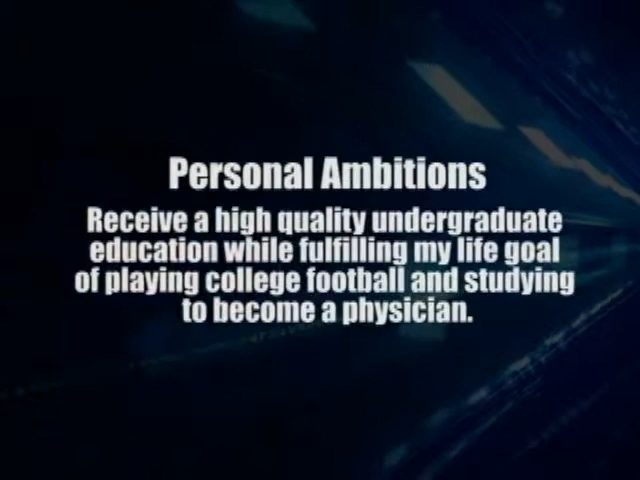 Personal Ambitions
Receive a high quality undergraduate
education while fulfilling my life goal
of playing college football and studying
to become a physician.